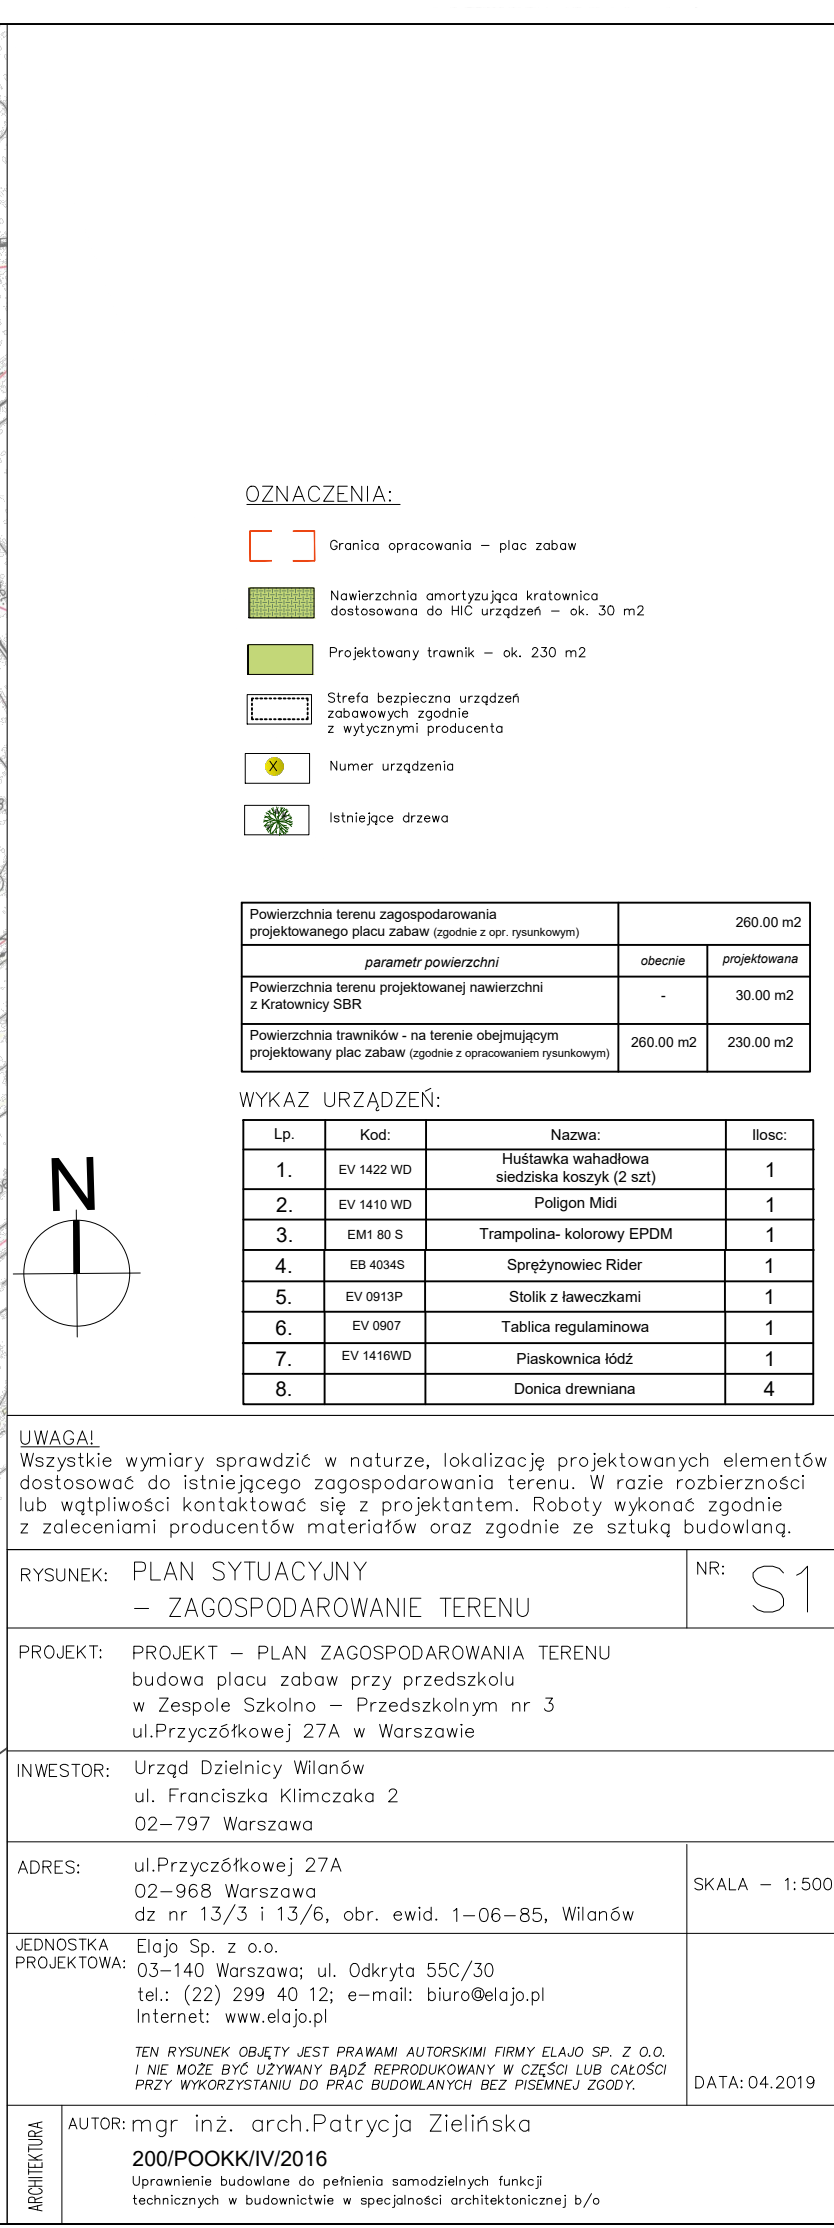 OZNACZENIA:
Granica opracowania – plac zabaw
Nawierzchnia amortyzująca kratownica
dostosowana do HIC urządzeń – ok. 30 m2
Projektowany trawnik – ok. 230 m2
Strefa bezpieczna urządzeń
zabawowych zgodnie
z wytycznymi producenta
X
Numer urządzenia
Istniejące drzewa
Powierzchnia terenu zagospodarowania
projektowanego placu zabaw (zgodnie z opr. rysunkowym) 260.00 m2
parametr powierzchni obecnie projektowana
Powierzchnia terenu projektowanej nawierzchni
z Kratownicy SBR - 30.00 m2
Powierzchnia trawników - na terenie obejmującym
projektowany plac zabaw (zgodnie z opracowaniem rysunkowym) 260.00 m2 230.00 m2
WYKAZ URZĄDZEŃ:
Lp. Kod: Nazwa: Ilosc:
1. EV 1422 WD Huśtawka wahadłowa
siedziska koszyk (2 szt) 1
2. EV 1410 WD Poligon Midi 1
3. EM1 80 S Trampolina- kolorowy EPDM 1
4. EB 4034S Sprężynowiec Rider 1
5. EV 0913P Stolik z ławeczkami 1
6. EV 0907 Tablica regulaminowa 1
7. EV 1416WD Piaskownica łódź 1
8. Donica drewniana 4
N
UWAGA!
Wszystkie wymiary sprawdzić w naturze, lokalizację projektowanych elementów
dostosować do istniejącego zagospodarowania terenu. W razie rozbierzności
lub wątpliwości kontaktować się z projektantem. Roboty wykonać zgodnie
z zaleceniami producentów materiałów oraz zgodnie ze sztuką budowlaną.
RYSUNEK: PLAN SYTUACYJNY
– ZAGOSPODAROWANIE TERENU
NR: S1
PROJEKT: PROJEKT – PLAN ZAGOSPODAROWANIA TERENU
budowa placu zabaw przy przedszkolu
w Zespole Szkolno – Przedszkolnym nr 3
ul.Przyczółkowej 27A w Warszawie
INWESTOR: Urząd Dzielnicy Wilanów
ul. Franciszka Klimczaka 2
02–797 Warszawa
ADRES: ul.Przyczółkowej 27A
02–968 Warszawa
dz nr 13/3 i 13/6, obr. ewid. 1–06–85, Wilanów
SKALA – 1:500
JEDNOSTKA
PROJEKTOWA:
Elajo Sp. z o.o.
03–140 Warszawa; ul. Odkryta 55C/30
tel.: (22) 299 40 12; e–mail: biuro@elajo.pl
Internet: www.elajo.pl
TEN RYSUNEK OBJĘTY JEST PRAWAMI AUTORSKIMI FIRMY ELAJO SP. Z O.O.
I NIE MOŻE BYĆ UŻYWANY BĄDŹ REPRODUKOWANY W CZĘŚCI LUB CAŁOŚCI
PRZY WYKORZYSTANIU DO PRAC BUDOWLANYCH BEZ PISEMNEJ ZGODY.
DATA: 04.2019
ARCHITEKTURA
AUTOR: mgr inż. arch.Patrycja Zielińska
200/POOKK/IV/2016
Uprawnienie budowlane do pełnienia samodzielnych funkcji
technicznych w budownictwie w specjalności architektonicznej b/o